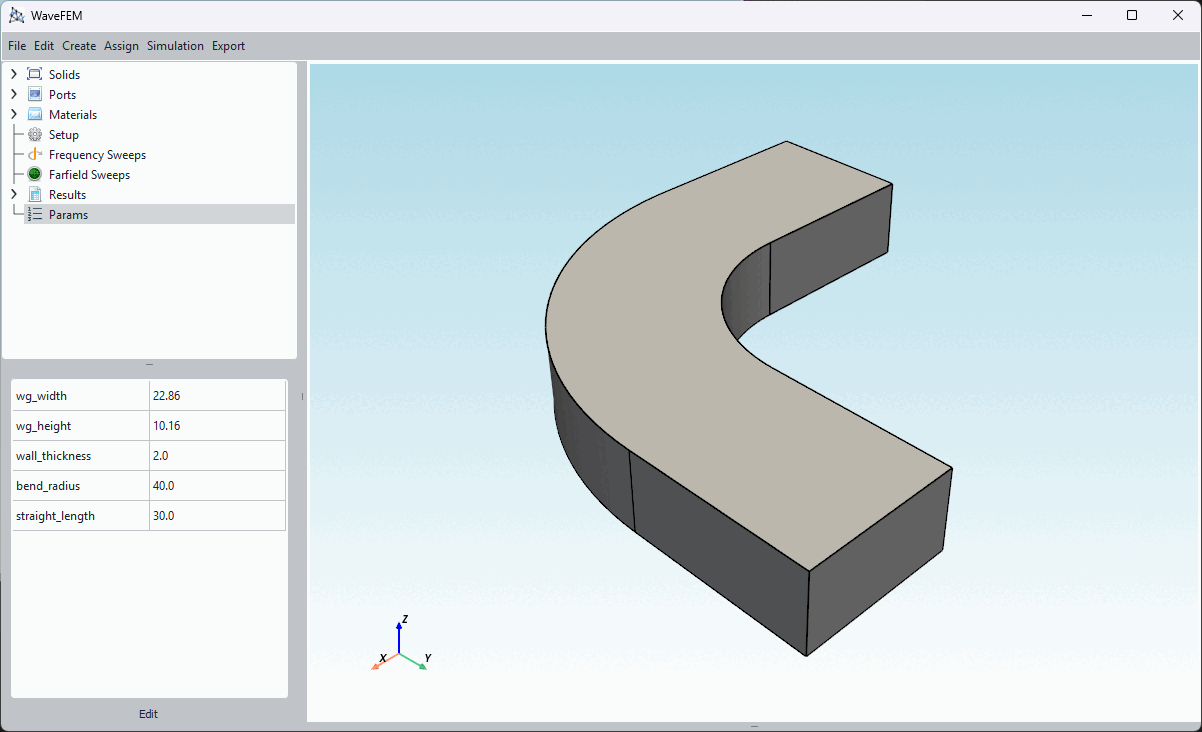 WaveFEM
File Edit Create Assign Simulation Export
Solids
Ports
Materials
Setup
Frequency Sweeps
Farfield Sweeps
Results
Params
wg_width 22.86
wg_height 10.16
wall_thickness 2.0
bend_radius 40.0
straight_length 30.0
Edit
Z
X Y